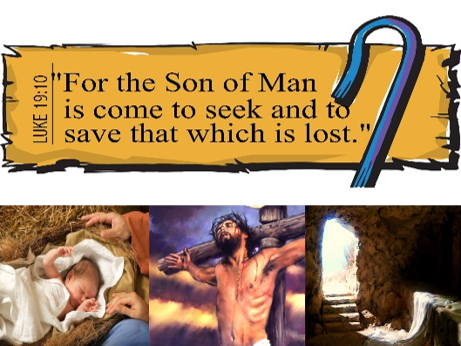 LUKE 19:10
"For the Son of Man
is come to seek and to
save that which is lost."